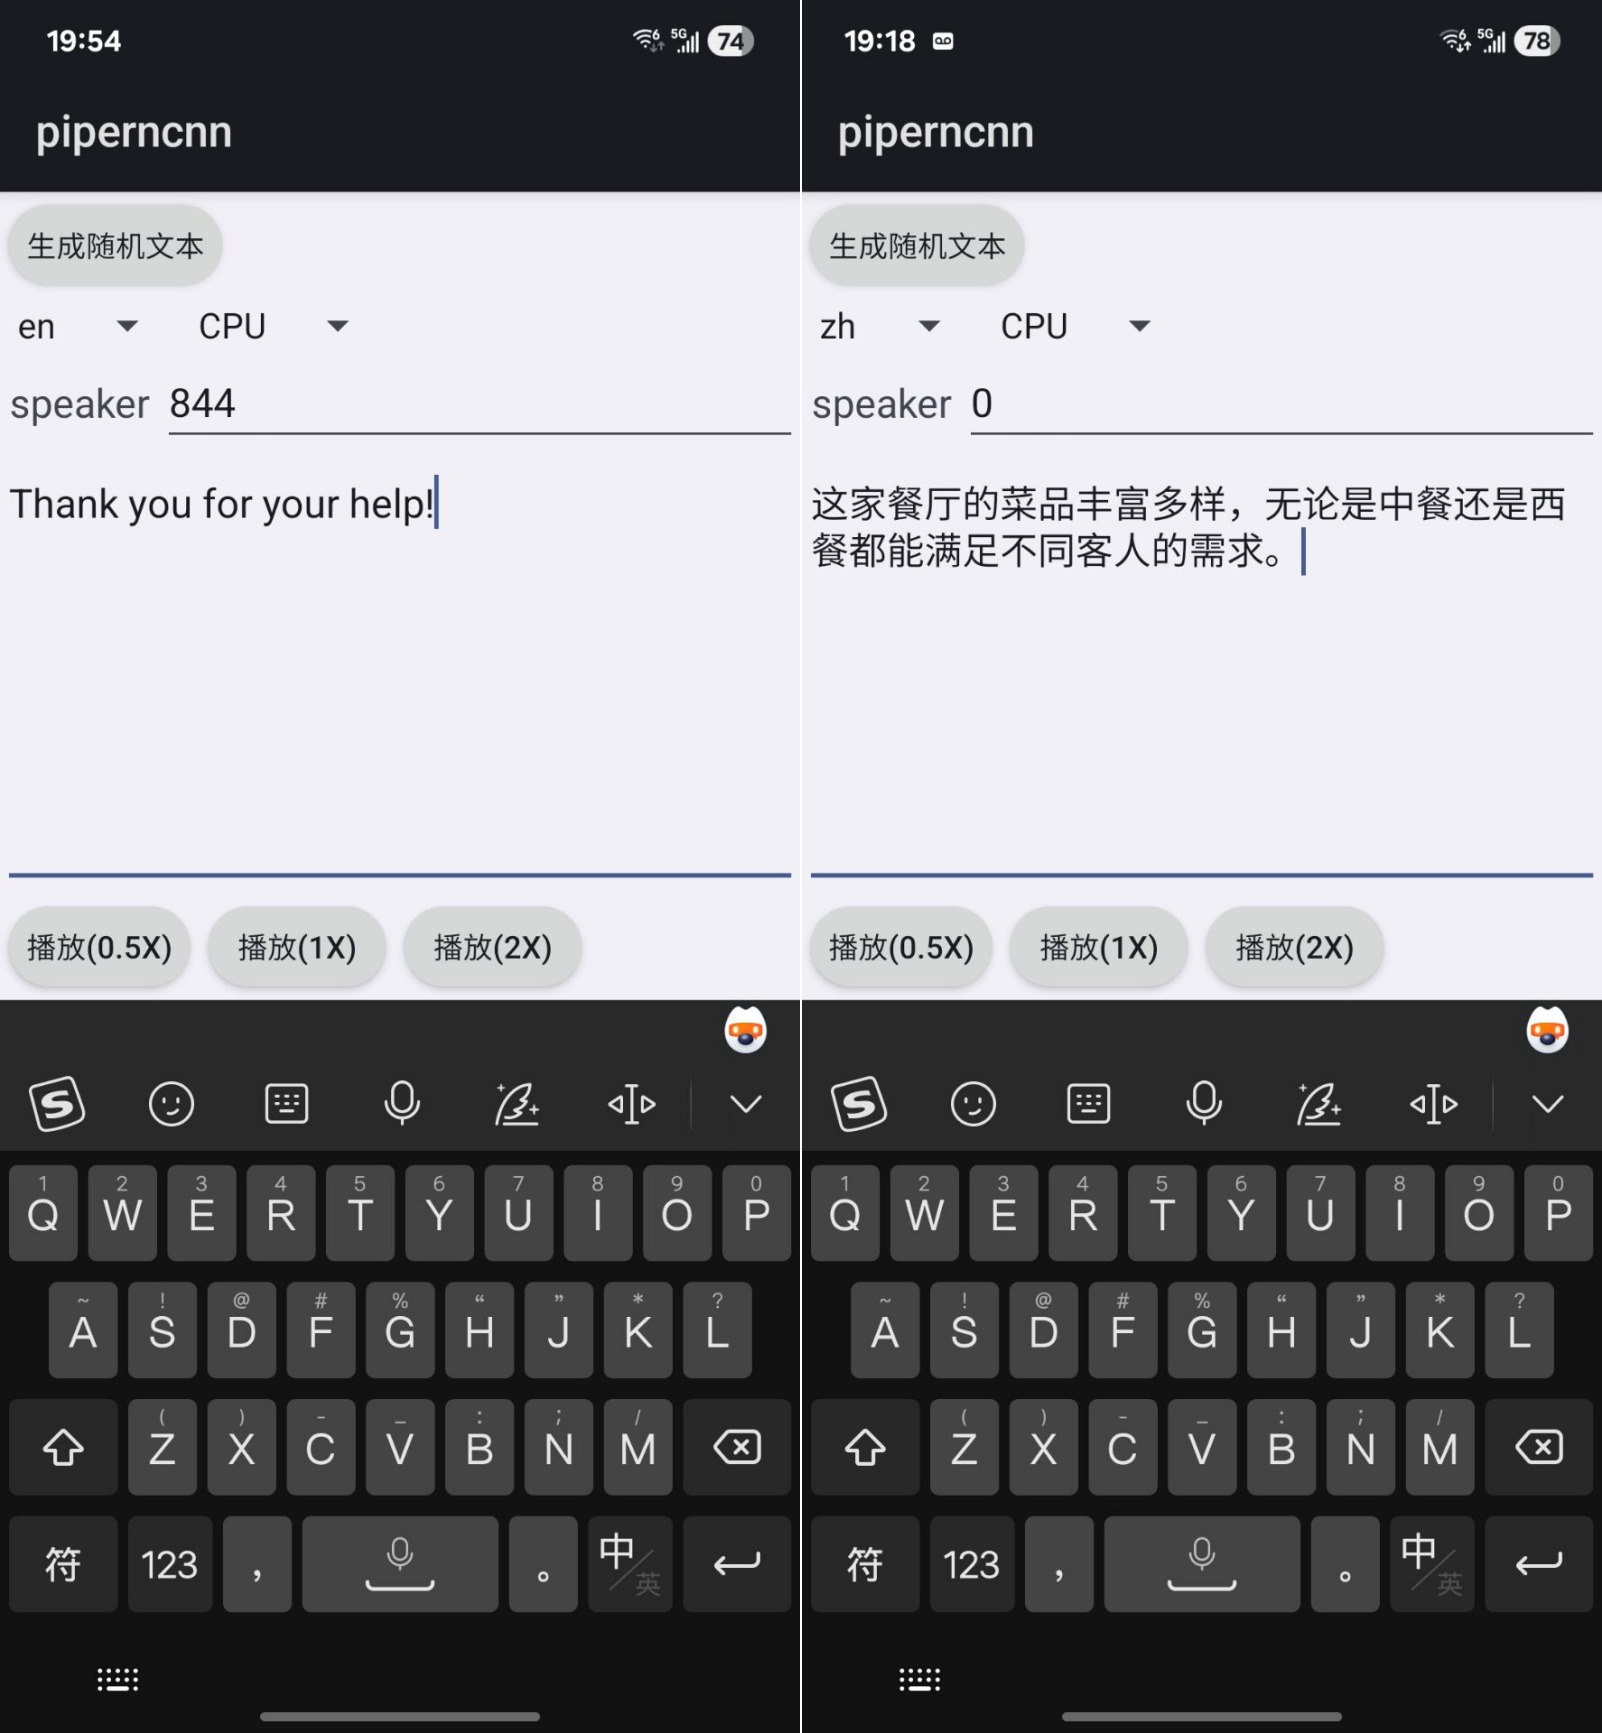 19:54
5G
74
piperncnn
生成随机文本
en CPU
speaker 844
Thank you for your help!
播放(0.5X) 播放(1X) 播放(2X)
1 2 3 4 5 6 7 8 9 0
Q W E R T Y U I O P
~ ! @ # % “ ” * ?
A S D F G H J K L
( ) - _ : ; /
Z X C V B N M
符 123 , 。 中/英
19:18
5G
78
piperncnn
生成随机文本
zh CPU
speaker 0
这家餐厅的菜品丰富多样，无论是中餐还是西
餐都能满足不同客人的需求。
播放(0.5X) 播放(1X) 播放(2X)
1 2 3 4 5 6 7 8 9 0
Q W E R T Y U I O P
~ ! @ # % “ ” * ?
A S D F G H J K L
( ) - _ : ; /
Z X C V B N M
符 123 , 。 中/英